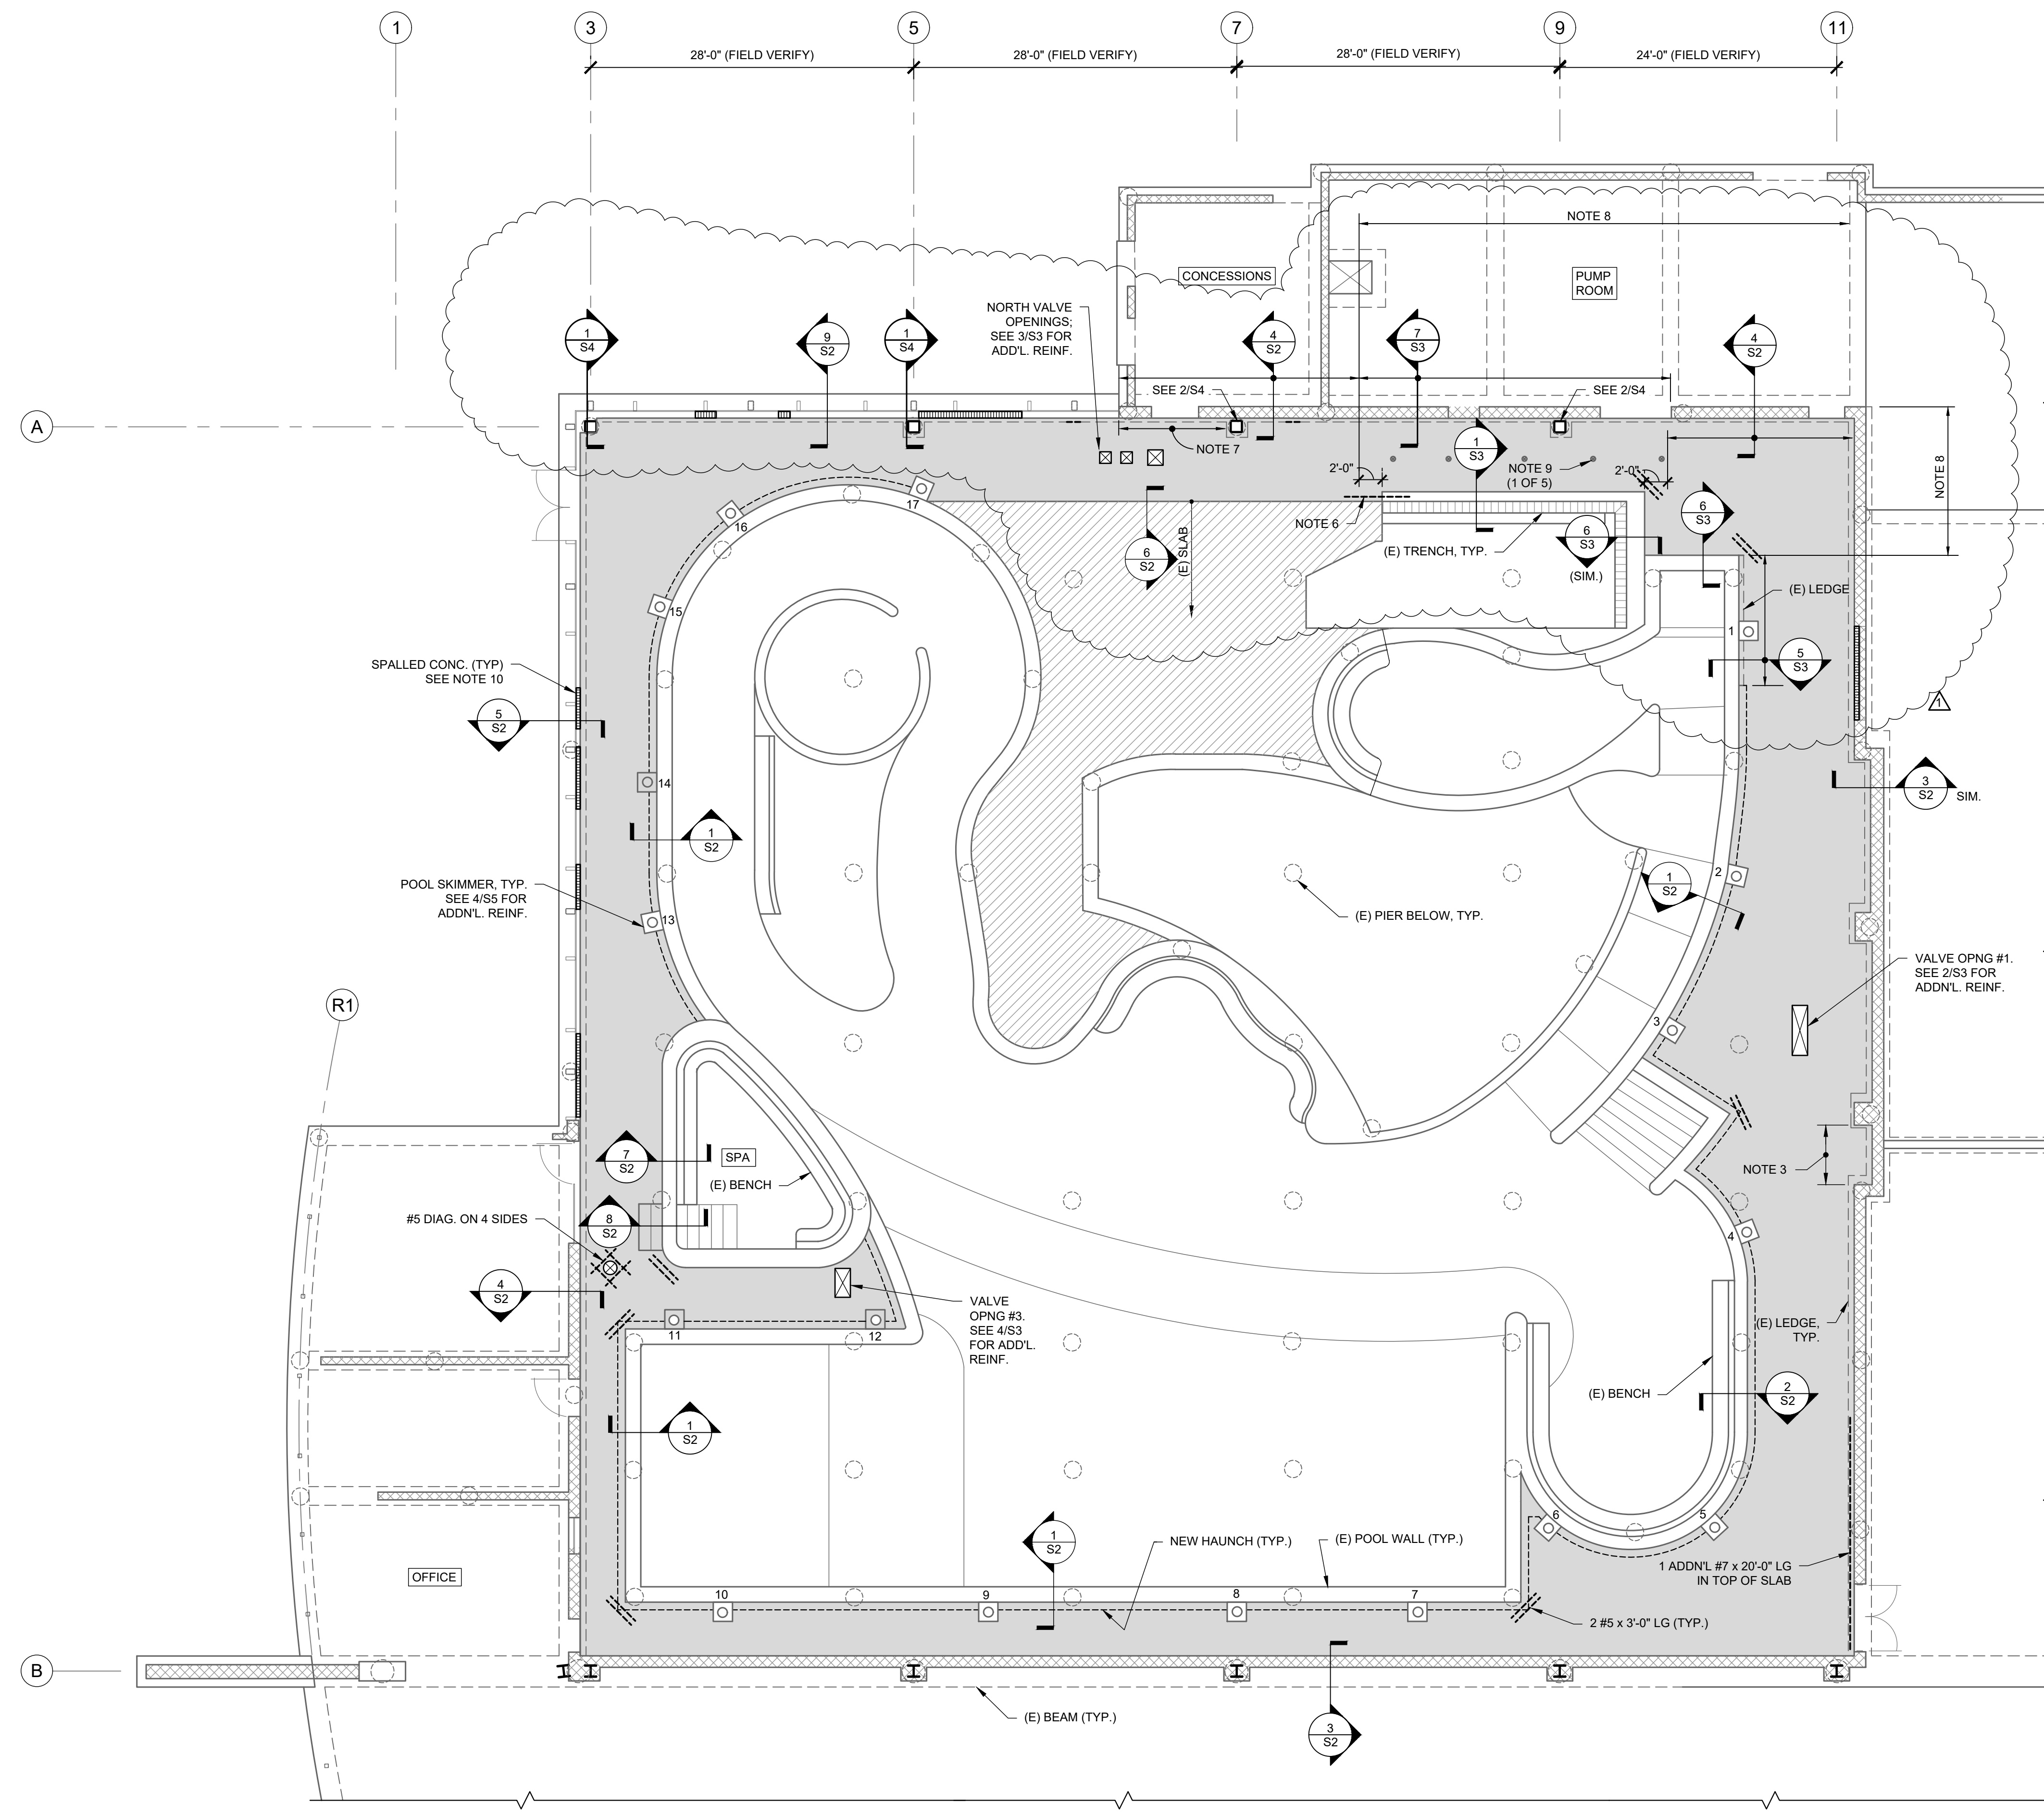 1
3
5
7
9
11
28'-0" (FIELD VERIFY)
28'-0" (FIELD VERIFY)
28'-0" (FIELD VERIFY)
24'-0" (FIELD VERIFY)
NOTE 8
CONCESSIONS
PUMP
ROOM
NORTH VALVE
OPENINGS;
SEE 3/S3 FOR
ADD'L. REINF.
1
S4
9
S2
1
S4
4
S2
7
S3
4
S2
SEE 2/S4
SEE 2/S4
A
NOTE 7
1
S3
2'-0"
NOTE 9
(1 OF 5)
2'-0"
NOTE 8
17
16
NOTE 6
6
S3
6
S2
(E) SLAB
(E) TRENCH, TYP.
6
S3
(SIM.)
(E) LEDGE
15
1
SPALLED CONC. (TYP)
SEE NOTE 10
5
S3
5
S2
1
14
3
S2
SIM.
1
S2
2
1
S2
POOL SKIMMER, TYP.
SEE 4/S5 FOR
ADDN'L. REINF.
13
(E) PIER BELOW, TYP.
VALVE OPNG #1.
SEE 2/S3 FOR
ADDN'L. REINF.
R1
3
7
S2
SPA
(E) BENCH
NOTE 3
#5 DIAG. ON 4 SIDES
8
S2
4
4
S2
VALVE
OPNG #3.
SEE 4/S3
FOR ADD'L.
REINF.
11
12
(E) LEDGE,
TYP.
(E) BENCH
2
S2
1
S2
6
5
1
S2
NEW HAUNCH (TYP.)
(E) POOL WALL (TYP.)
OFFICE
1 ADDN'L #7 x 20'-0" LG
IN TOP OF SLAB
10
9
8
7
2 #5 x 3'-0" LG (TYP.)
B
(E) BEAM (TYP.)
3
S2